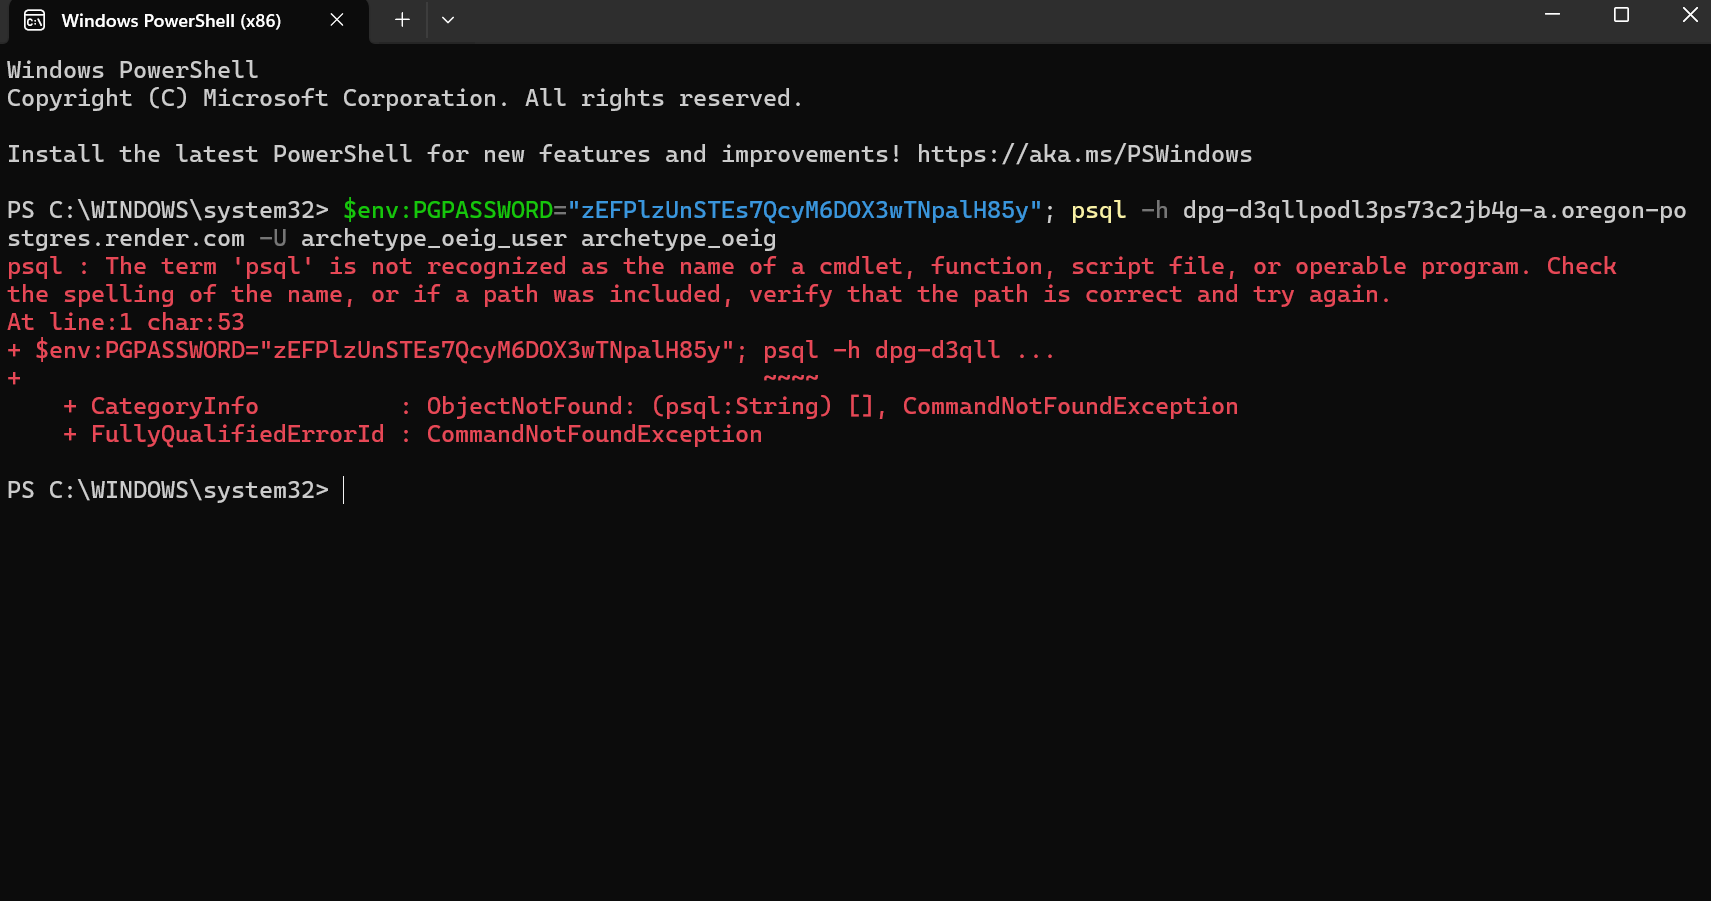 Windows PowerShell (x86)
Windows PowerShell
Copyright (C) Microsoft Corporation. All rights reserved.
Install the latest PowerShell for new features and improvements! https://aka.ms/PSWindows
PS C:\WINDOWS\system32> $env:PGPASSWORD="zEFPlzUnSTEs7QcyM6DOX3wTNpalH85y"; psql -h dpg-d3qllpodl3ps73c2jb4g-a.oregon-po
stgres.render.com -U archetype_oeig_user archetype_oeig
psql : The term 'psql' is not recognized as the name of a cmdlet, function, script file, or operable program. Check
the spelling of the name, or if a path was included, verify that the path is correct and try again.
At line:1 char:53
+ $env:PGPASSWORD="zEFPlzUnSTEs7QcyM6DOX3wTNpalH85y"; psql -h dpg-d3qll ...
+                                                     ~~~~
    + CategoryInfo          : ObjectNotFound: (psql:String) [], CommandNotFoundException
    + FullyQualifiedErrorId : CommandNotFoundException
PS C:\WINDOWS\system32>